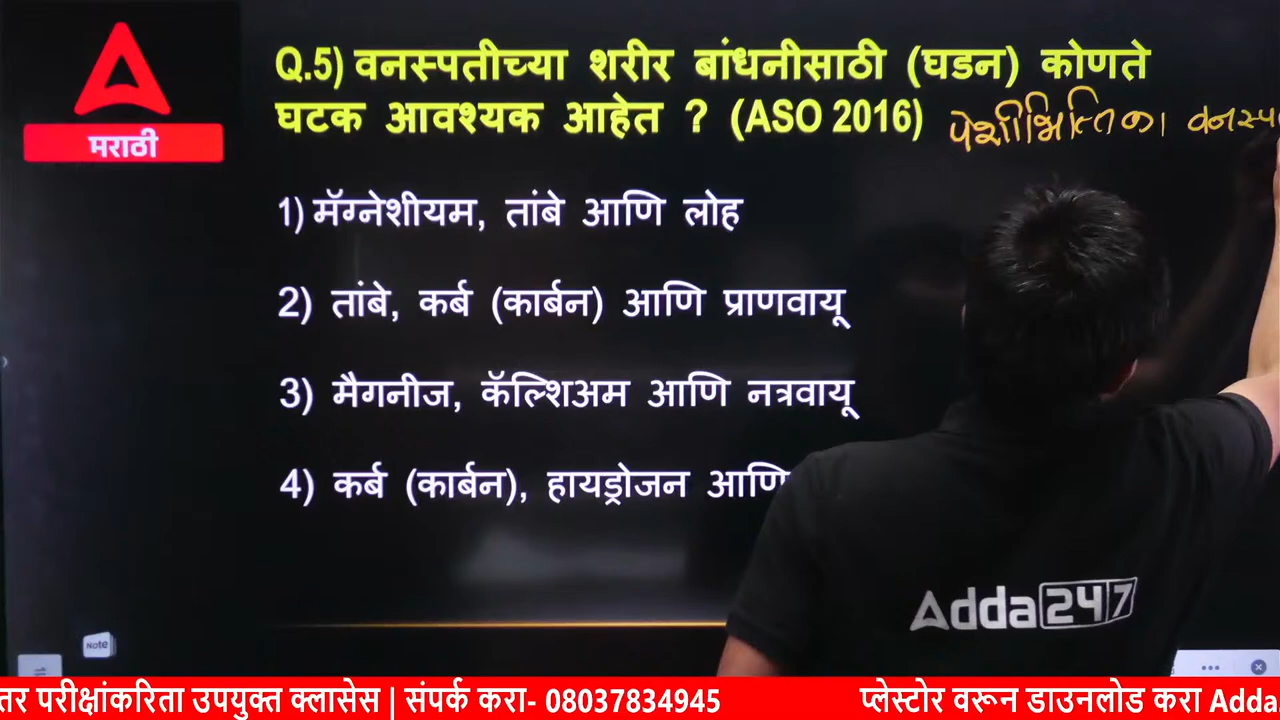 मराठी
Q.5) वनस्पतीच्या शरीर बांधनीसाठी (घडन) कोणते
घटक आवश्यक आहेत ? (ASO 2016)
पेशीभित्तिका वनस्प
1) मॅग्नेशीयम, तांबे आणि लोह
2) तांबे, कर्ब (कार्बन) आणि प्राणवायू
3) मैगनीज, कॅल्शिअम आणि नत्रवायू
4) कर्ब (कार्बन), हायड्रोजन आणि
Adda247
Note
तर परीक्षांकरिता उपयुक्त क्लासेस | संपर्क करा- 08037834945 प्लेस्टोर वरून डाउनलोड करा Adda